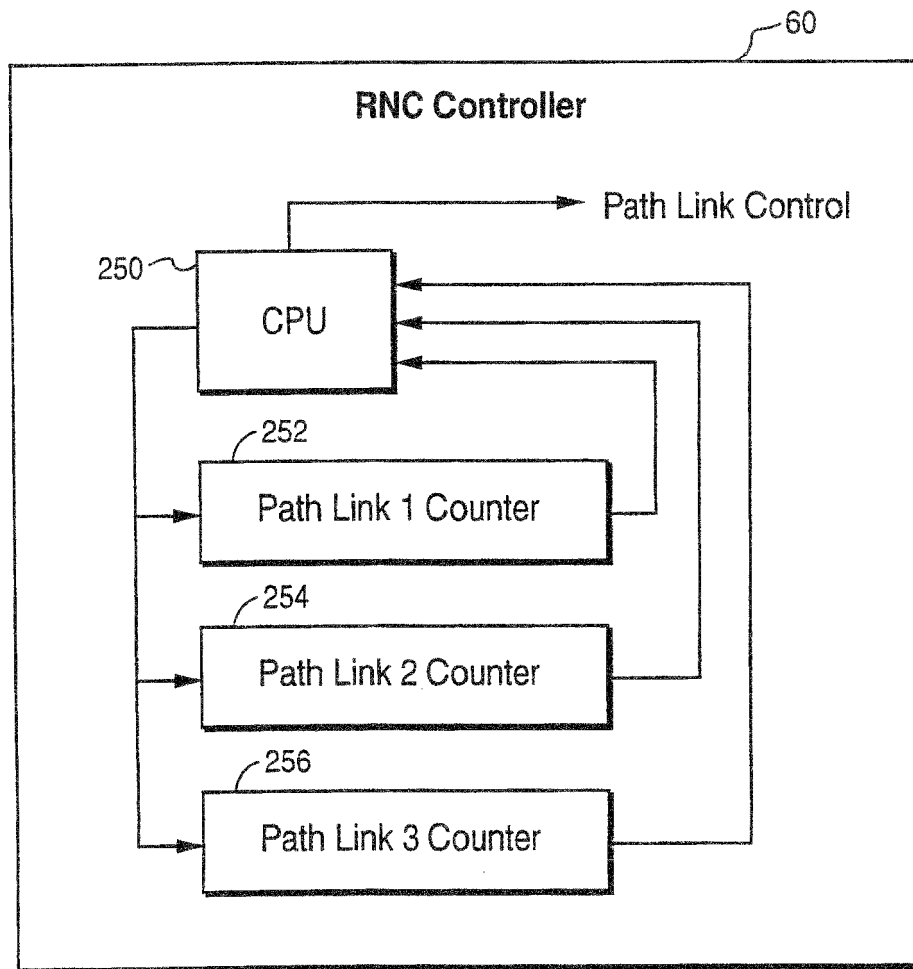 60
RNC Controller
Path Link Control
250
CPU
252
Path Link 1 Counter
254
Path Link 2 Counter
256
Path Link 3 Counter